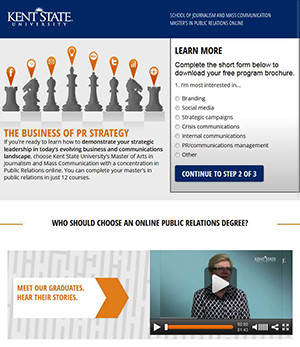 KENT STATE
UNIVERSITY
SCHOOL OF JOURNALISM AND MASS COMMUNICATION
MASTER'S IN PUBLIC RELATIONS ONLINE
LEARN MORE
Complete the short form below to
download your free program brochure.
1. I'm most interested in...
Branding
Social media
Strategic campaigns
Crisis communications
Internal communications
PR/communications management
Other
CONTINUE TO STEP 2 OF 3
THE BUSINESS OF PR STRATEGY
If you're ready to learn how to demonstrate your strategic
leadership in today's evolving business and communications
landscape, choose Kent State University's Master of Arts in
Journalism and Mass Communication with a concentration in
Public Relations online. You can complete your master's in
public relations in just 12 courses.
WHO SHOULD CHOOSE AN ONLINE PUBLIC RELATIONS DEGREE?
MEET OUR GRADUATES.
HEAR THEIR STORIES.
KENT STATE
00:00
01:43